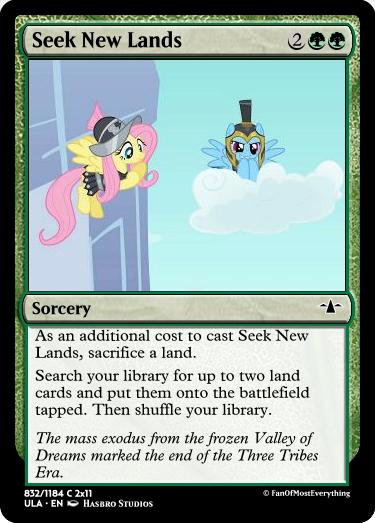 Seek New Lands 2
Sorcery
As an additional cost to cast Seek New
Lands, sacrifice a land.
Search your library for up to two land
cards and put them onto the battlefield
tapped. Then shuffle your library.
The mass exodus from the frozen Valley of
Dreams marked the end of the Three Tribes
Era.
832/1184 C 2x11
ULA • EN Hasbro Studios
© FanOfMostEverything